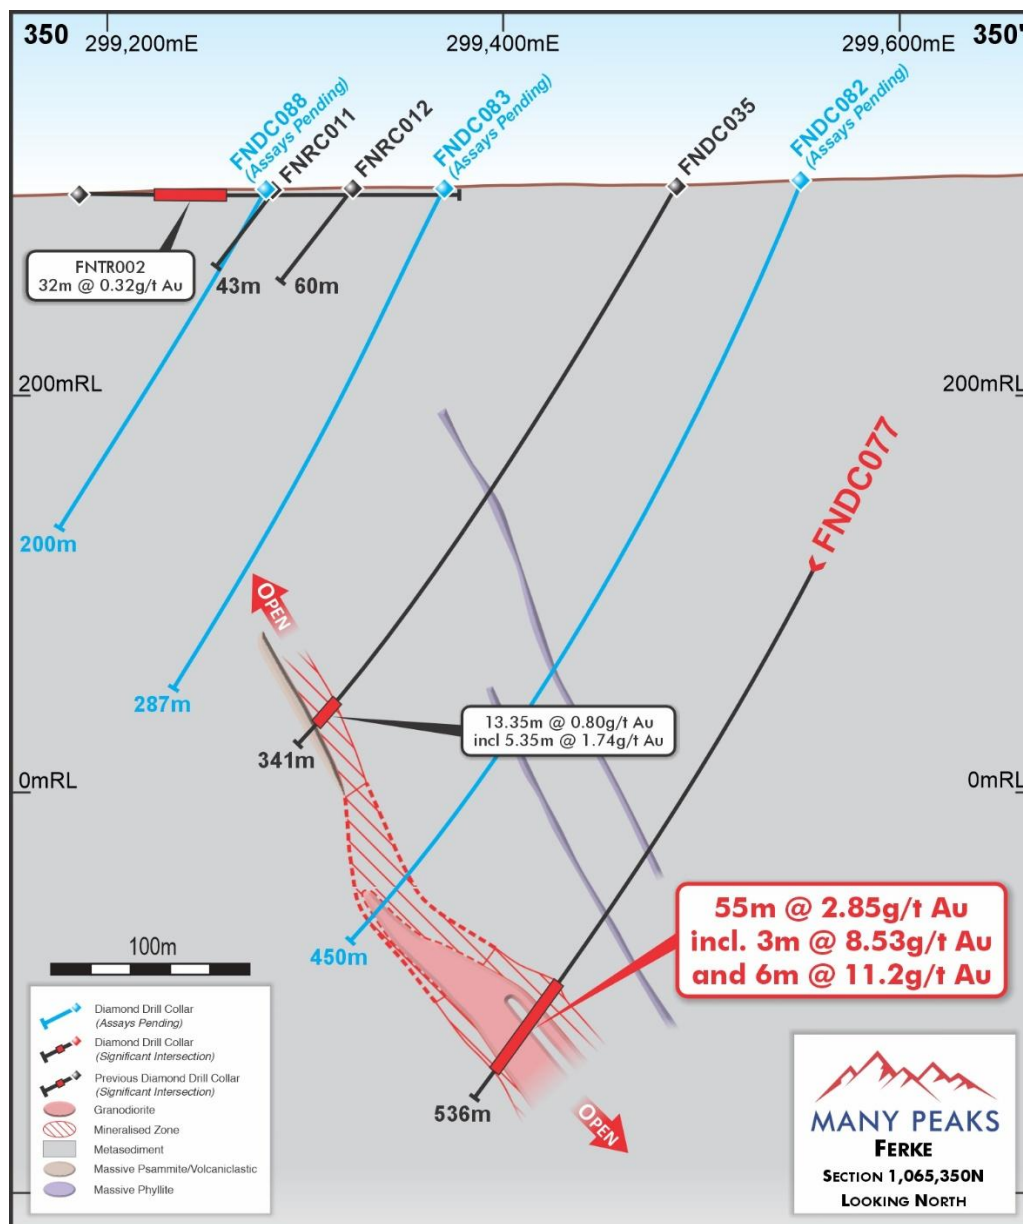 350
299,200mE
299,400mE
299,600mE
350'
FNDC088
(Assays Pending)
FNRC011
FNRC012
FNDC083
(Assays Pending)
FNDC035
FNDC082
(Assays Pending)
FNTR002
32m @ 0.32g/t Au
43m
60m
200mRL
200mRL
FNDC077
200m
OPEN
287m
13.35m @ 0.80g/t Au
incl 5.35m @ 1.74g/t Au
341m
0mRL
0mRL
55m @ 2.85g/t Au
incl. 3m @ 8.53g/t Au
and 6m @ 11.2g/t Au
100m
450m
536m
OPEN
Diamond Drill Collar
(Assays Pending)
Diamond Drill Collar
(Significant Intersection)
Previous Diamond Drill Collar
(Significant Intersection)
Granodiorite
Mineralised Zone
Metasediment
Massive Psammite/Volcaniclastic
Massive Phyllite
MANY PEAKS
FERKE
SECTION 1,065,350N
LOOKING NORTH